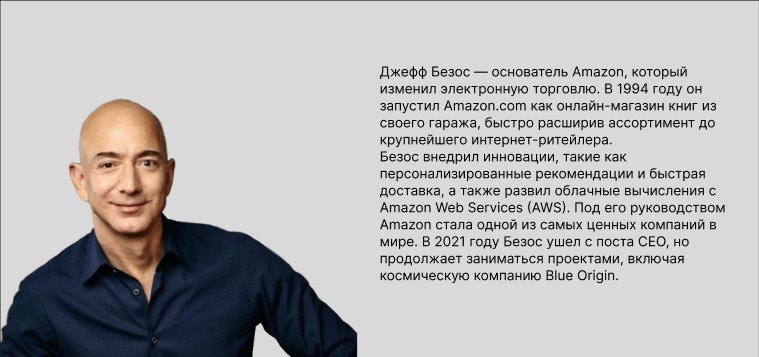 Джефф Безос — основатель Amazon, который
изменил электронную торговлю. В 1994 году он
запустил Amazon.com как онлайн-магазин книг из
своего гаража, быстро расширив ассортимент до
крупнейшего интернет-ритейлера.
Безос внедрил инновации, такие как
персонализированные рекомендации и быстрая
доставка, а также развил облачные вычисления с
Amazon Web Services (AWS). Под его руководством
Amazon стала одной из самых ценных компаний в
мире. В 2021 году Безос ушел с поста CEO, но
продолжает заниматься проектами, включая
космическую компанию Blue Origin.